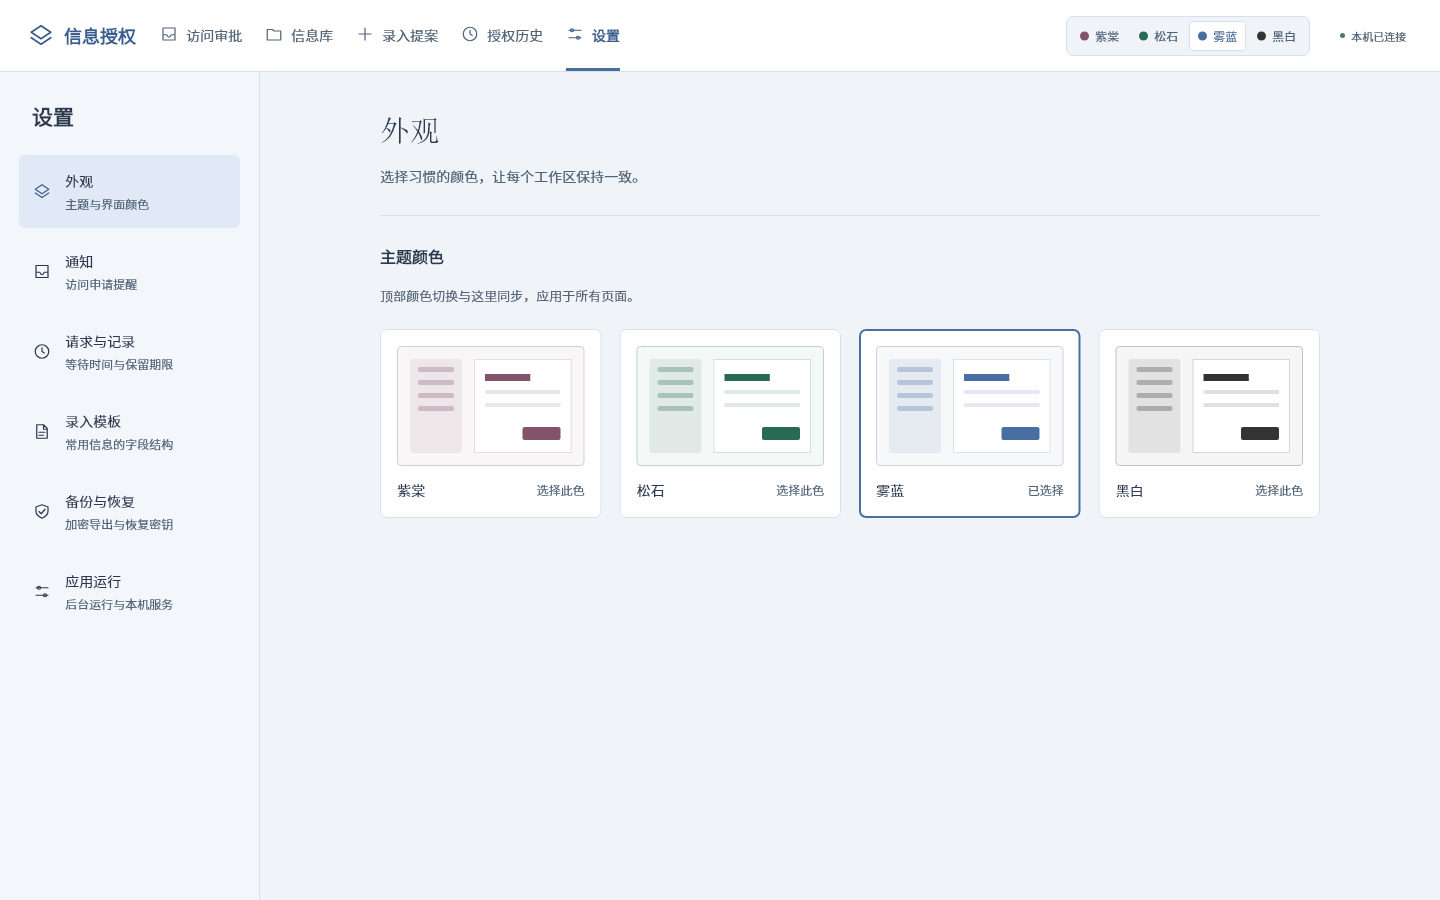 信息授权
访问审批
信息库
录入提案
授权历史
设置
紫棠
松石
雾蓝
黑白
本机已连接
设置
外观
主题与界面颜色
通知
访问申请提醒
请求与记录
等待时间与保留期限
录入模板
常用信息的字段结构
备份与恢复
加密导出与恢复密钥
应用运行
后台运行与本机服务
外观
选择习惯的颜色，让每个工作区保持一致。
主题颜色
顶部颜色切换与这里同步，应用于所有页面。
紫棠 选择此色
松石 选择此色
雾蓝 已选择
黑白 选择此色